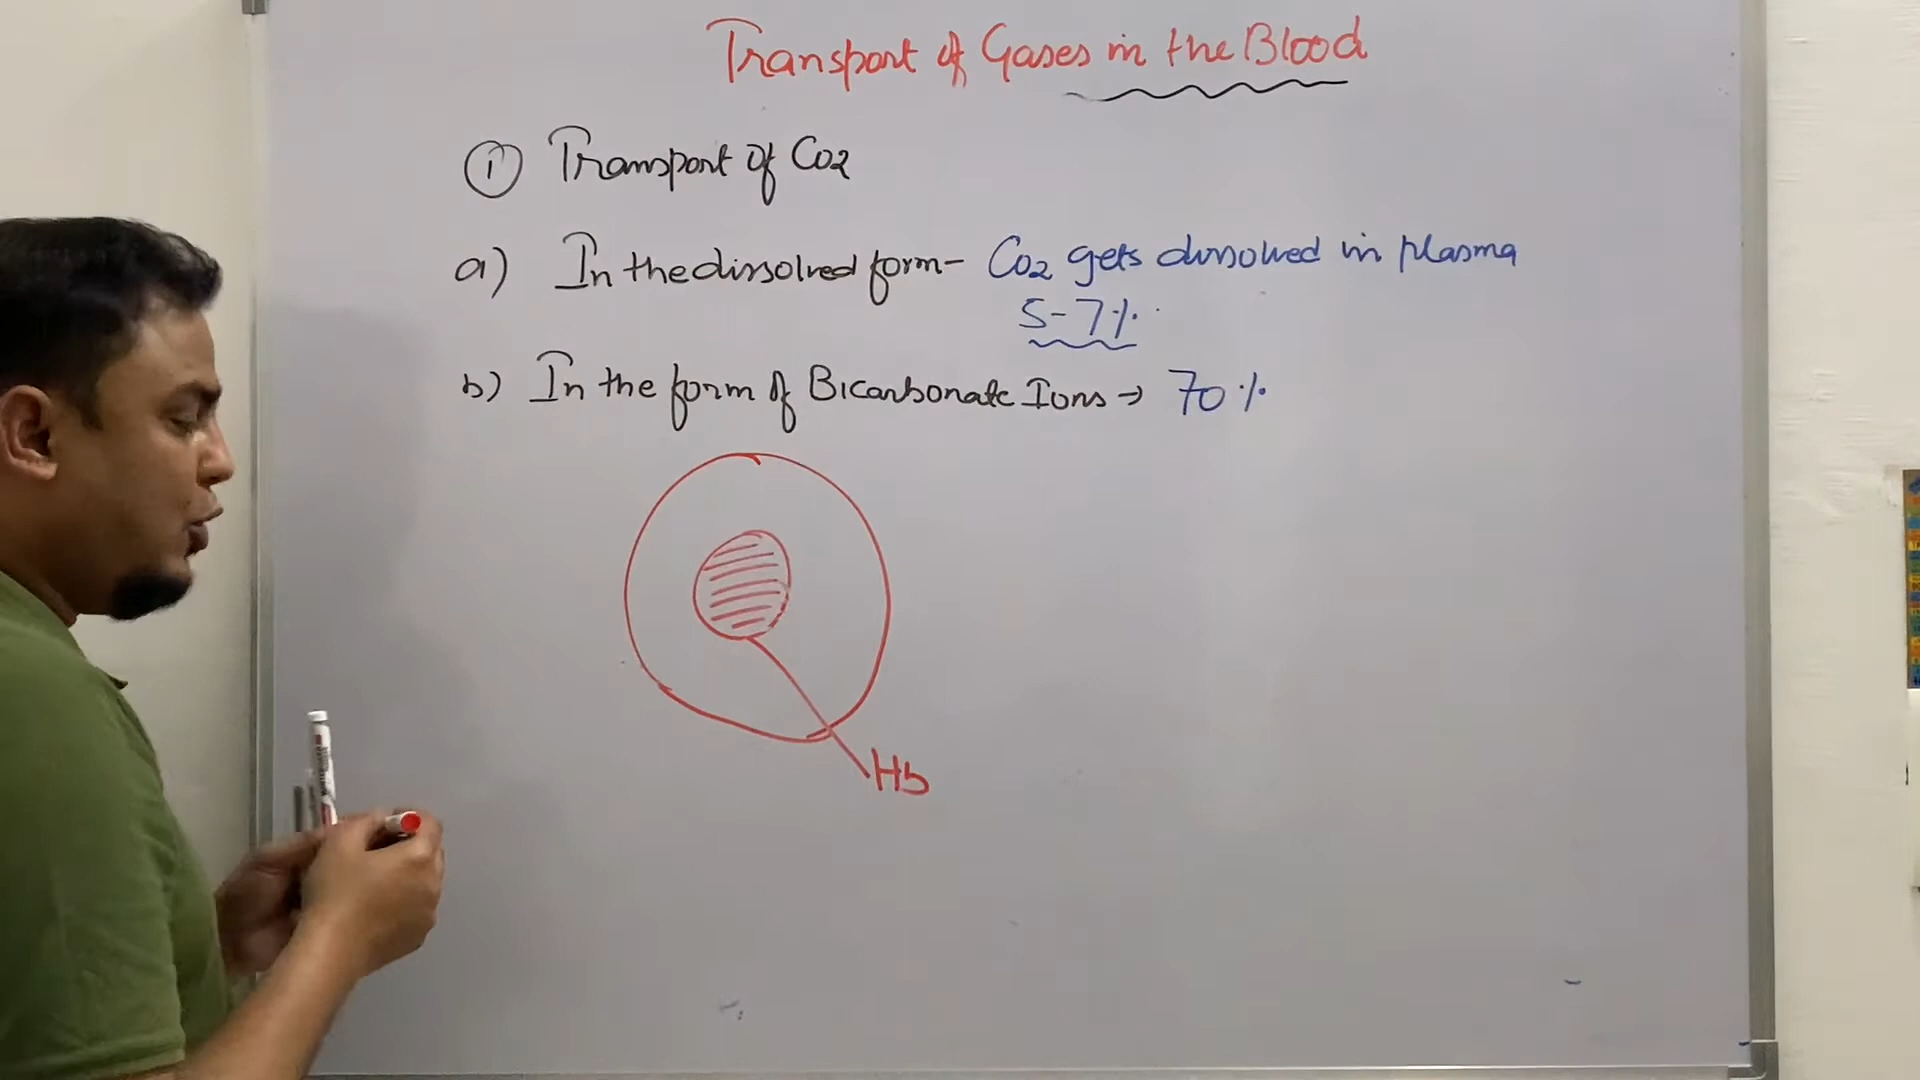 Transport of Gases in the Blood
① Transport of Co2
a) In the dissolved form - Co2 gets dissolved in plasma
5-7%
b) In the form of Bicarbonate Ions → 70%
Hb